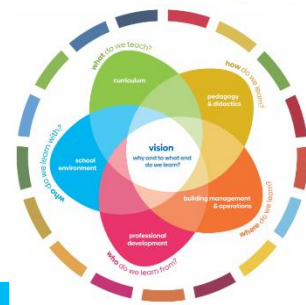 what do we teach?
curriculum
how do we learn?
pedagogy
& didactics
who do we learn with?
school
environment
vision
why and to what end
do we learn?
building management
& operations
where do we learn?
professional
development
who do we learn from?